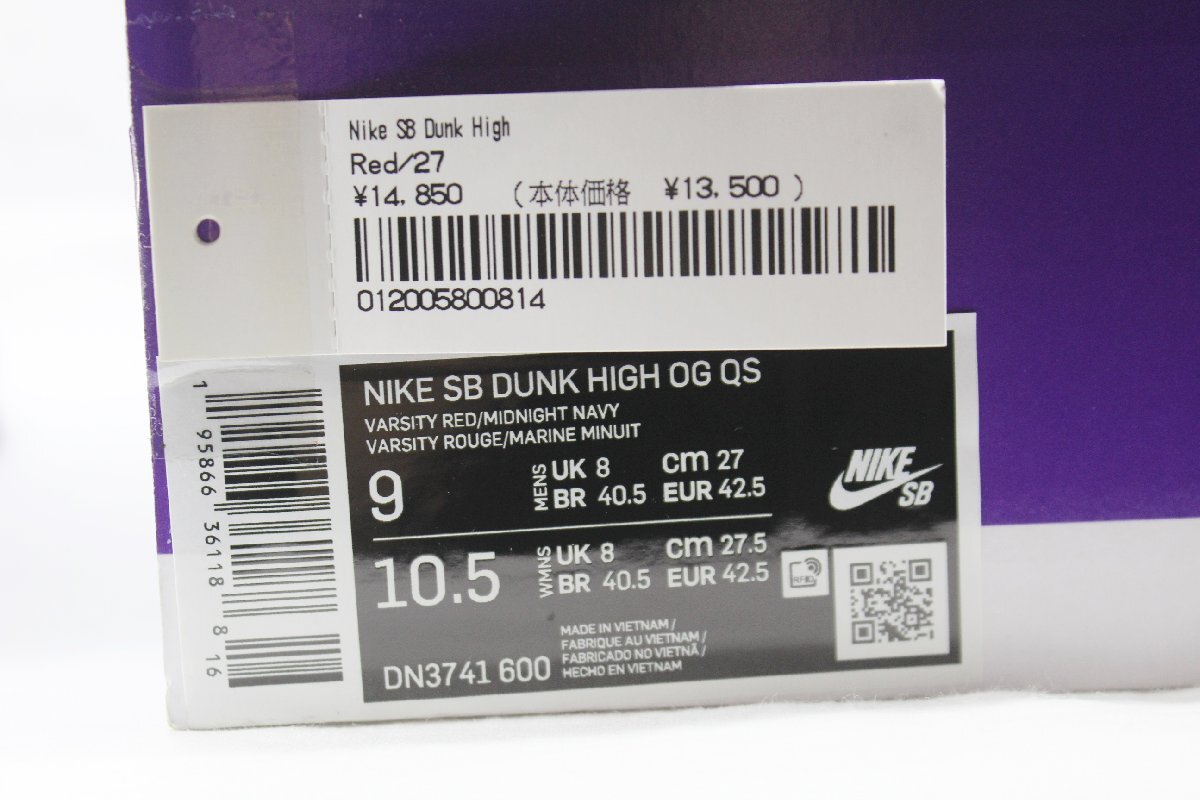 Nike SB Dunk High
Red/27
¥14,850 (本体価格 ¥13,500 )
012005800814
NIKE SB DUNK HIGH OG QS
VARSITY RED/MIDNIGHT NAVY
VARSITY ROUGE/MARINE MINUIT
9 MENS UK 8 cm 27
BR 40.5 EUR 42.5
10.5 WMNS UK 8 cm 27.5
BR 40.5 EUR 42.5
NIKE
SB
RFID
MADE IN VIETNAM /
FABRIQUE AU VIETNAM /
FABRICADO NO VIETNÃ /
HECHO EN VIETNAM
DN3741 600
1 95866 36118 8 16